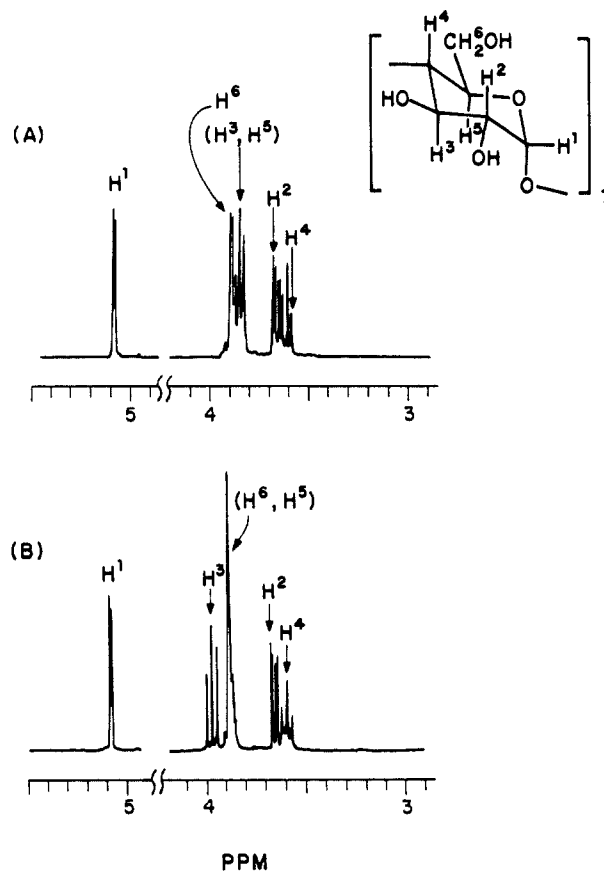 H⁴
CH₂⁶OH
H²
O
HO
H⁵
H³
OH
H¹
O
(A)
H⁶
(H³, H⁵)
H¹
H²
H⁴
5
4
3
(B)
(H⁶, H⁵)
H¹
H³
H²
H⁴
5
4
3
PPM